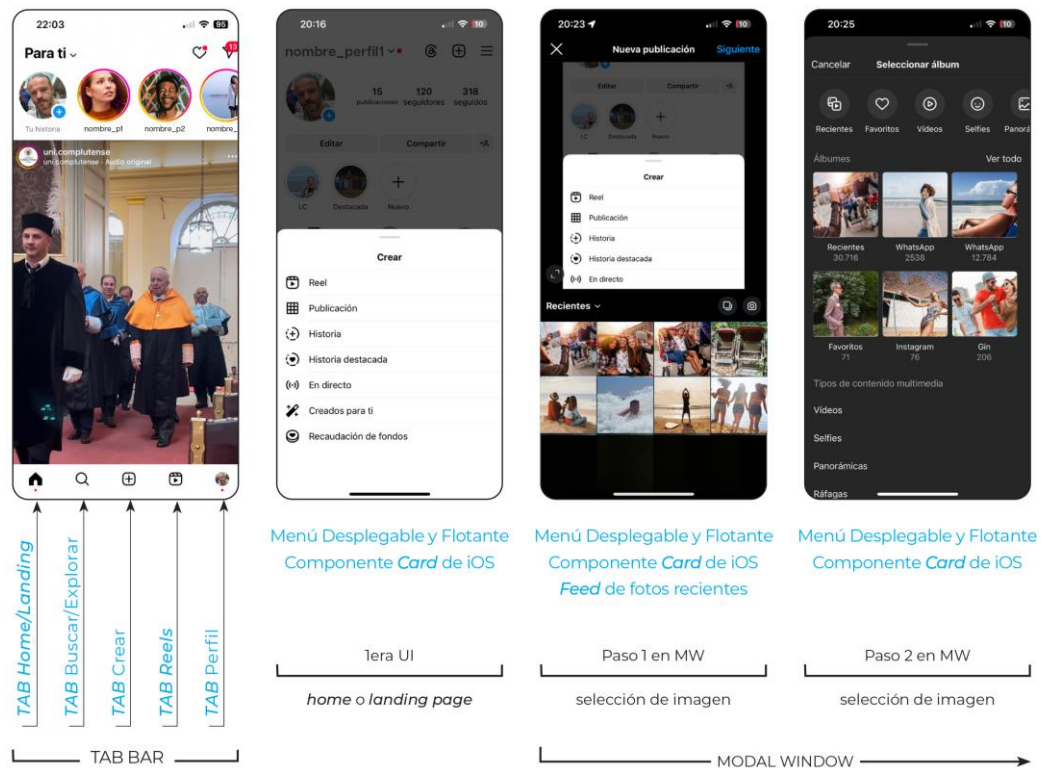 22:03
95
Para ti
13
Tu historia
nombre_p1
nombre_p2
nombre_
uni.complutense
uni.complutense · Audio original
TAB Home/Landing
TAB Buscar/Explorar
TAB Crear
TAB Reels
TAB Perfil
TAB BAR
20:16
10
nombre_perfil1
15
120
318
publicaciones
seguidores
seguidos
Editar
Compartir
LC
Destacada
Nuevo
Crear
Reel
Publicación
Historia
Historia destacada
En directo
Creados para ti
Recaudación de fondos
Menú Desplegable y Flotante
Componente Card de iOS
1era UI
home o landing page
20:23
10
Nueva publicación
Siguiente
Editar
Compartir
LC
Destacada
Nuevo
Crear
Reel
Publicación
Historia
Historia destacada
En directo
Recientes
Menú Desplegable y Flotante
Componente Card de iOS
Feed de fotos recientes
Paso 1 en MW
selección de imagen
20:25
10
Cancelar
Seleccionar álbum
Recientes
Favoritos
Vídeos
Selfies
Panorá
Álbumes
Ver todo
Recientes
30.716
WhatsApp
2538
WhatsApp
12.784
Favoritos
71
Instagram
76
Gin
206
Tipos de contenido multimedia
Vídeos
Selfies
Panorámicas
Ráfagas
Menú Desplegable y Flotante
Componente Card de iOS
Paso 2 en MW
selección de imagen
MODAL WINDOW